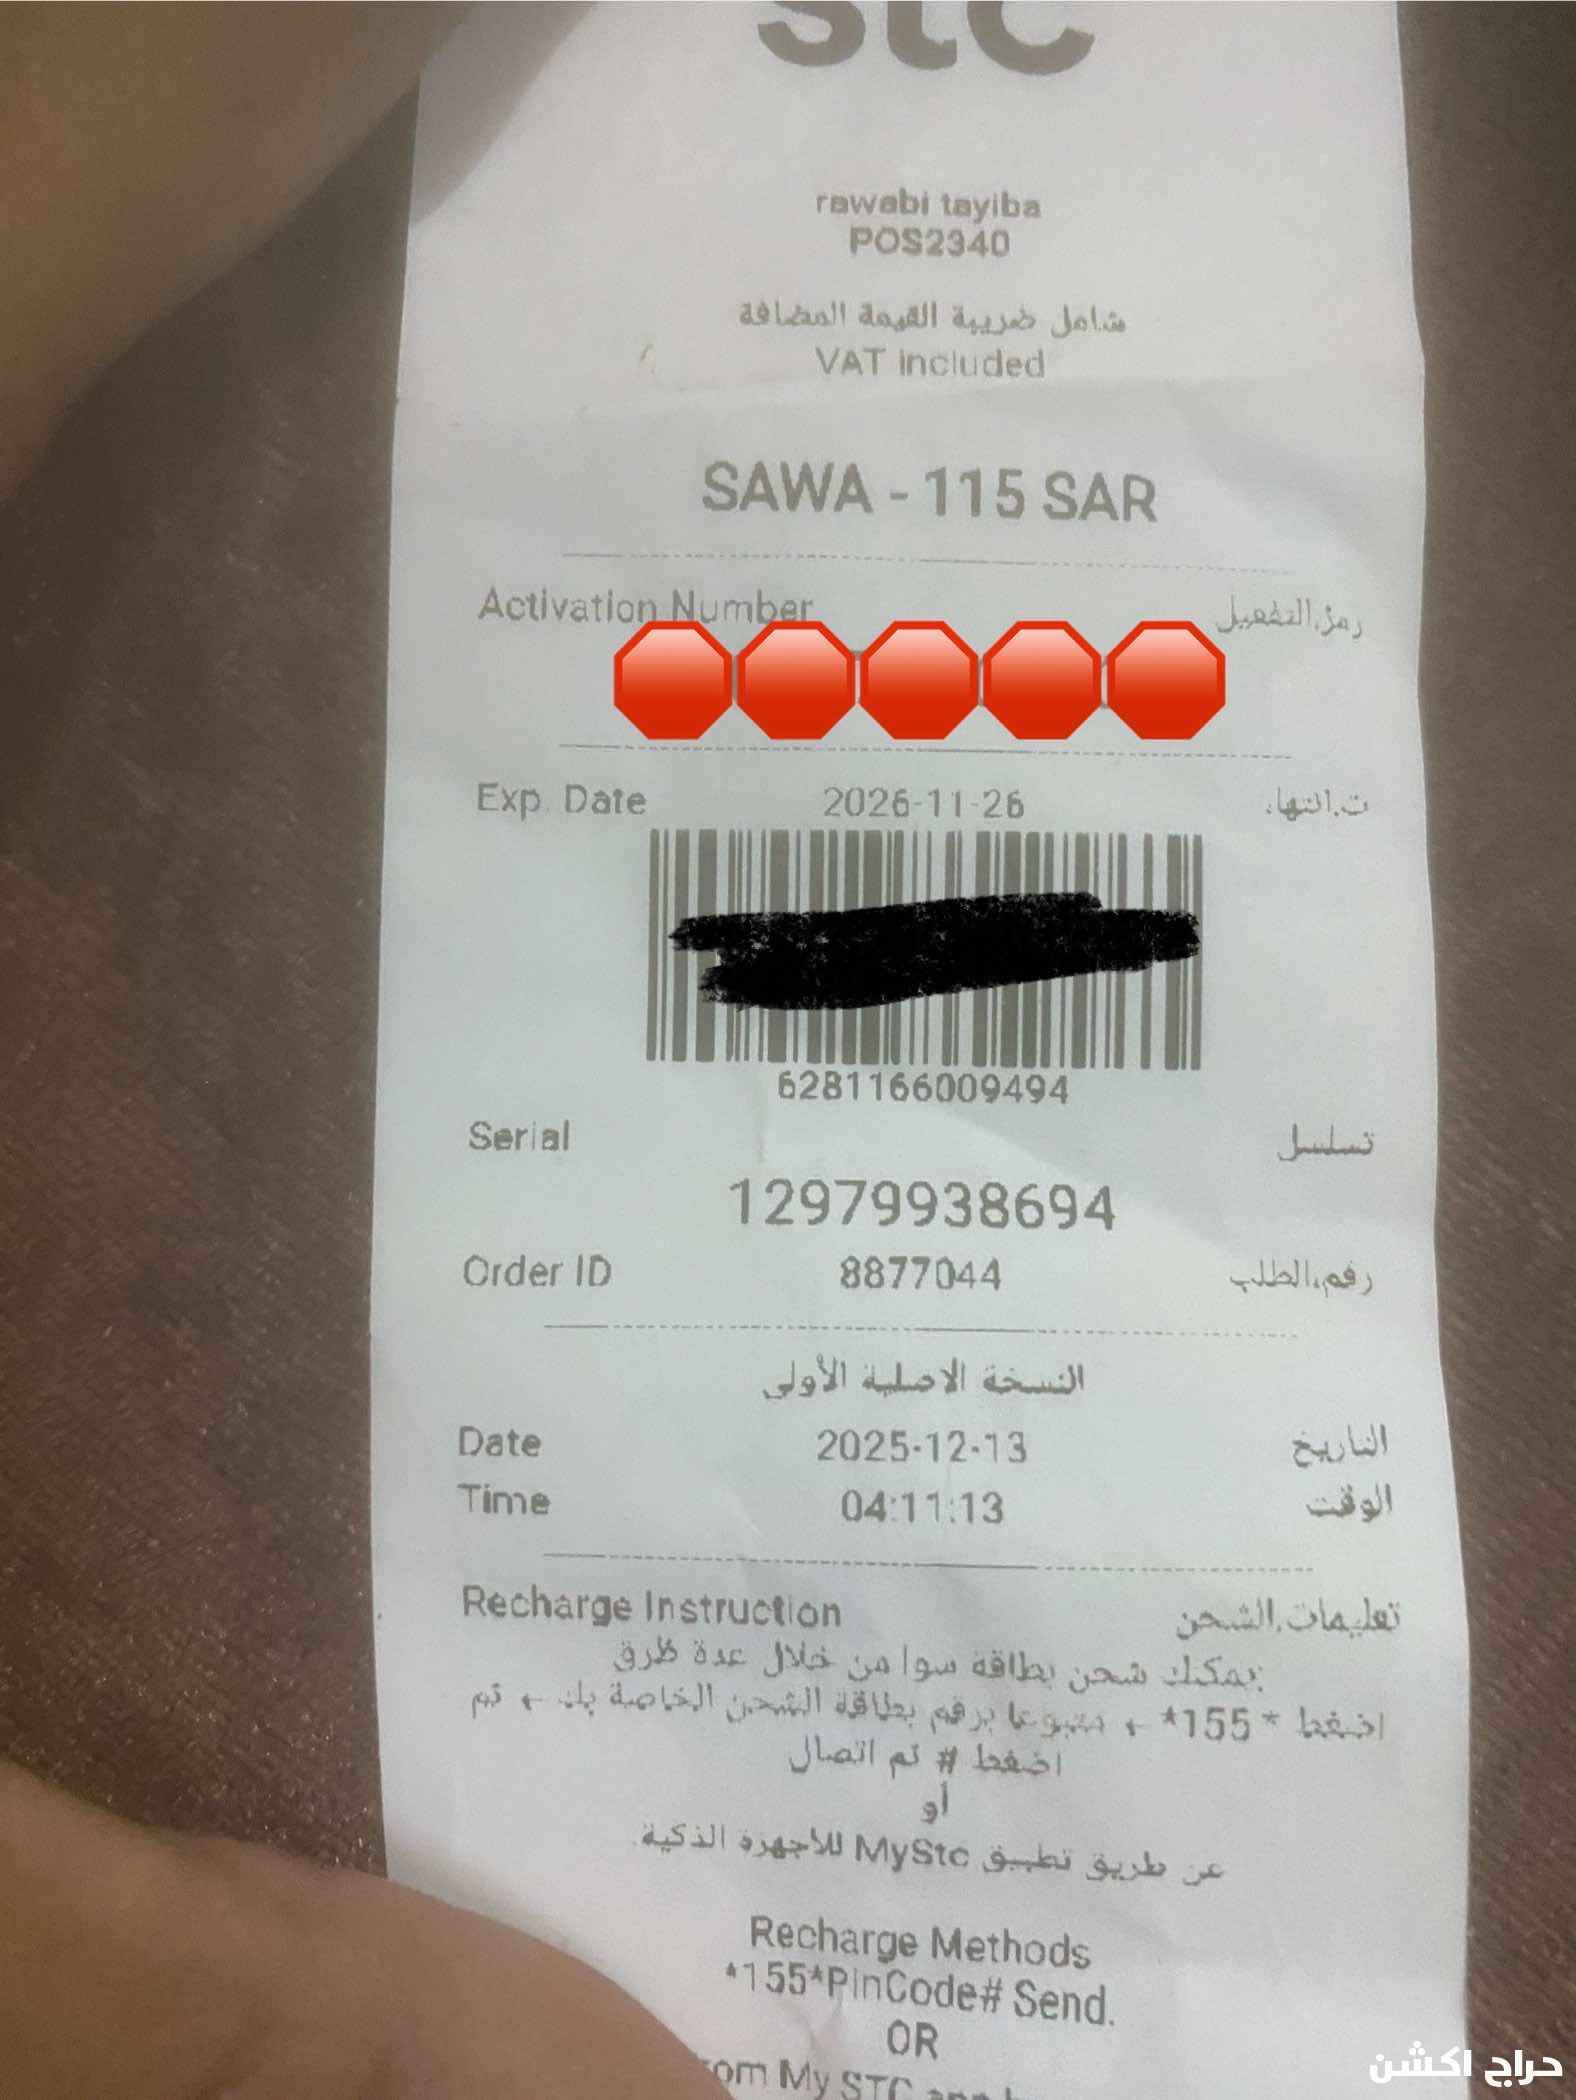 stc
rawabi tayiba
POS2340
شامل ضريبة القيمة المضافة
VAT included
SAWA - 115 SAR
Activation Number رمز.التفعيل
Exp. Date 2026-11-26 ت.انتهاء
6281166009494
Serial تسلسل
12979938694
Order ID 8877044 رقم.الطلب
النسخة الاصلية الأولى
Date 2025-12-13 التاريخ
Time 04:11:13 الوقت
Recharge Instruction تعليمات.الشحن
يمكنك شحن بطاقة سوا من خلال عدة طرق
اضغط *155* ← متبوعا برقم بطاقة الشحن الخاصة بك ← ثم
اضغط # ثم اتصال
أو
عن طريق تطبيق MyStc للأجهزة الذكية.
Recharge Methods
*155*PinCode# Send.
OR
from My STC app
حراج اكشن